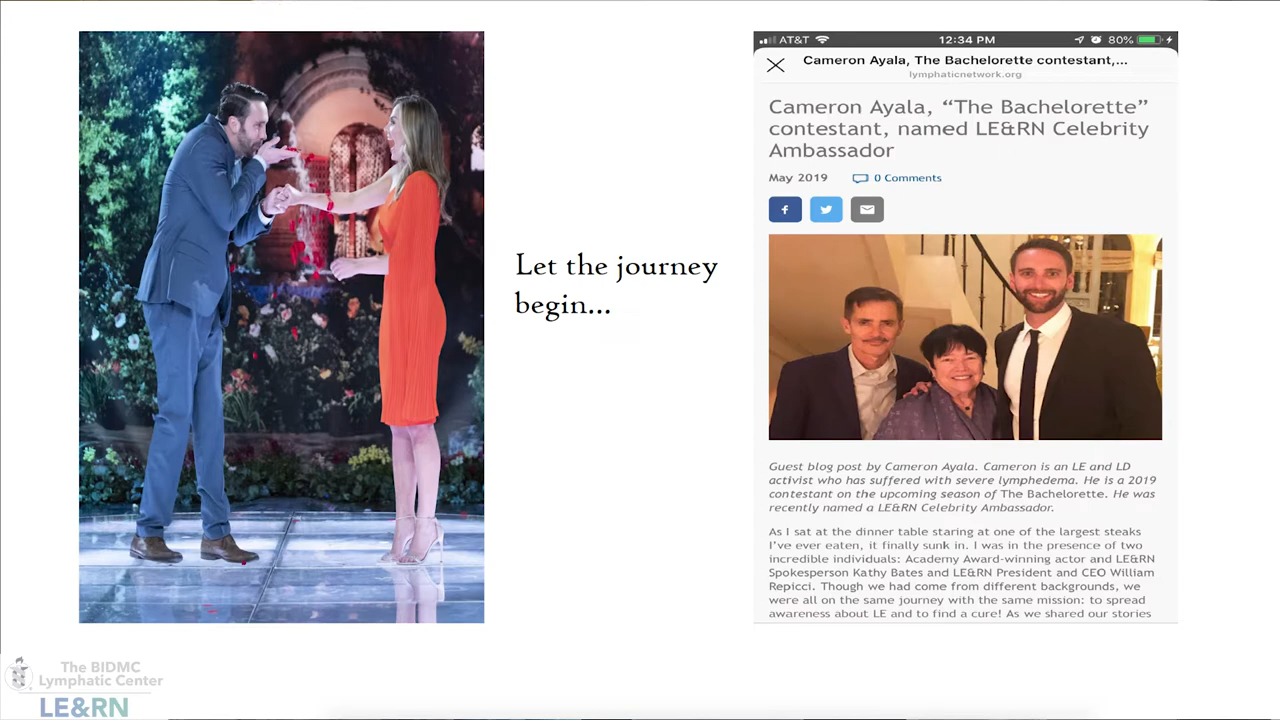 Let the journey
begin...
AT&T 12:34 PM 80%
Cameron Ayala, The Bachelorette contestant,...
lymphaticnetwork.org
Cameron Ayala, “The Bachelorette”
contestant, named LE&RN Celebrity
Ambassador
May 2019 0 Comments
Guest blog post by Cameron Ayala. Cameron is an LE and LD
activist who has suffered with severe lymphedema. He is a 2019
contestant on the upcoming season of The Bachelorette. He was
recently named a LE&RN Celebrity Ambassador.
As I sat at the dinner table staring at one of the largest steaks
I’ve ever eaten, it finally sunk in. I was in the presence of two
incredible individuals: Academy Award-winning actor and LE&RN
Spokesperson Kathy Bates and LE&RN President and CEO William
Repicci. Though we had come from different backgrounds, we
were all on the same journey with the same mission: to spread
awareness about LE and to find a cure! As we shared our stories
The BIDMC
Lymphatic Center
LE&RN